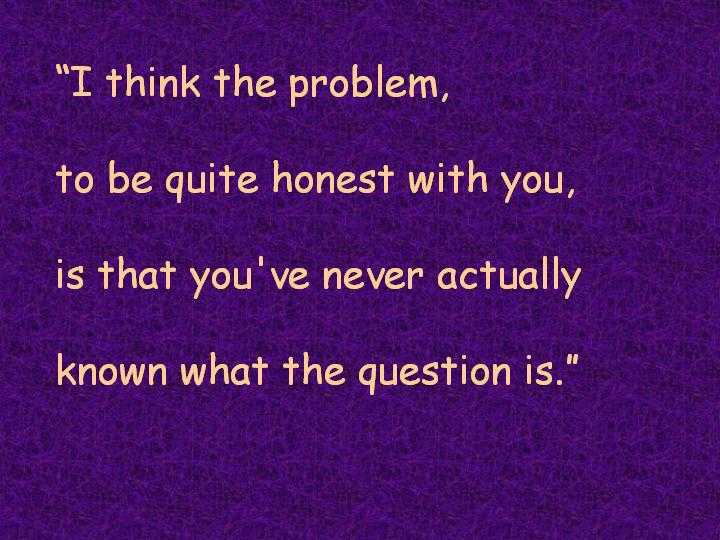 “I think the problem,
to be quite honest with you,
is that you've never actually
known what the question is.”